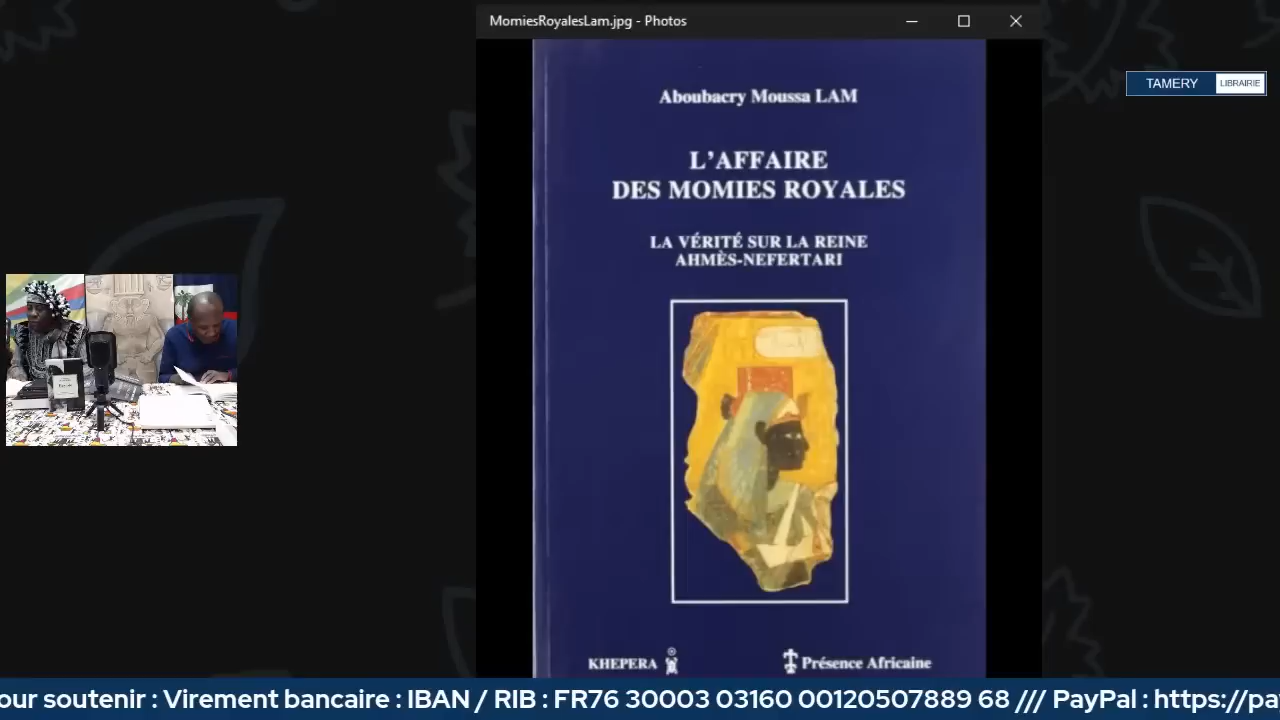 MomiesRoyalesLam.jpg - Photos
TAMERY LIBRAIRIE
Aboubacry Moussa LAM
L'AFFAIRE
DES MOMIES ROYALES
LA VÉRITÉ SUR LA REINE
AHMÈS-NEFERTARI
KHEPERA
Présence Africaine
our soutenir : Virement bancaire : IBAN / RIB : FR76 30003 03160 00120507889 68 /// PayPal : https://pa